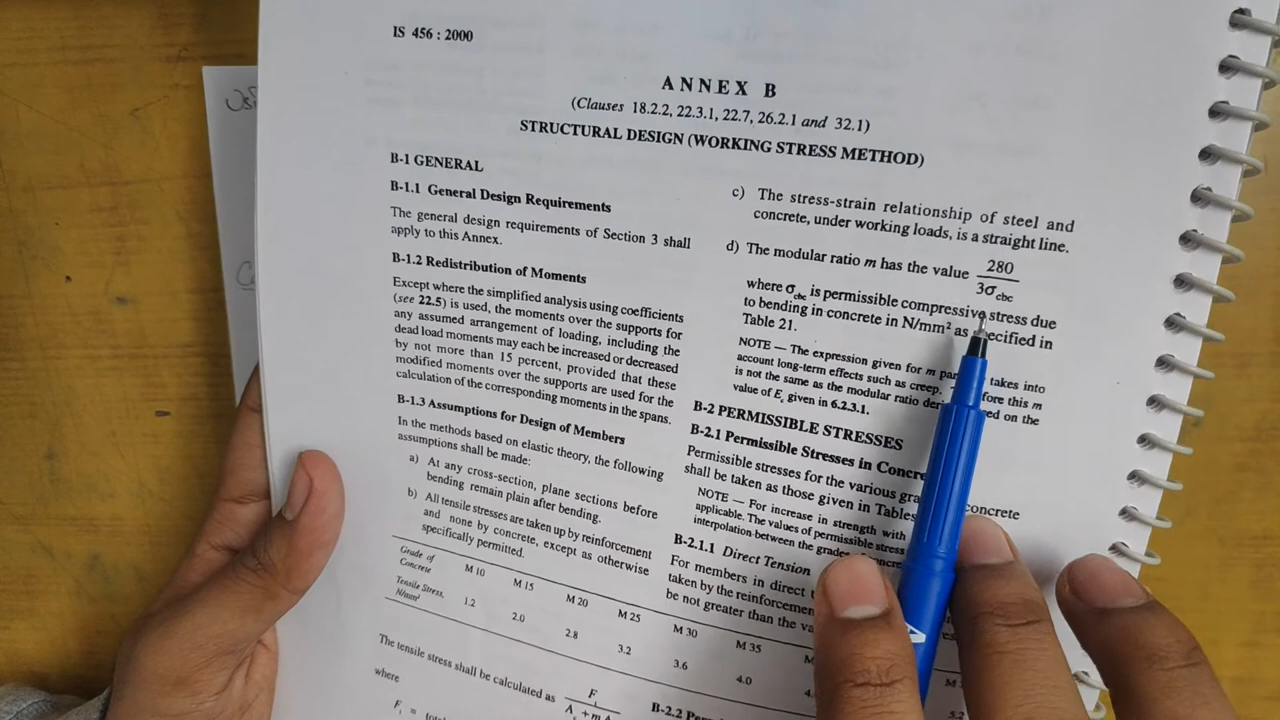 IS 456 : 2000
ANNEX B
(Clauses 18.2.2, 22.3.1, 22.7, 26.2.1 and 32.1)
STRUCTURAL DESIGN (WORKING STRESS METHOD)
B-1 GENERAL
B-1.1 General Design Requirements
The general design requirements of Section 3 shall
apply to this Annex.
B-1.2 Redistribution of Moments
Except where the simplified analysis using coefficients
(see 22.5) is used, the moments over the supports for
any assumed arrangement of loading, including the
dead load moments may each be increased or decreased
by not more than 15 percent, provided that these
modified moments over the supports are used for the
calculation of the corresponding moments in the spans.
B-1.3 Assumptions for Design of Members
In the methods based on elastic theory, the following
assumptions shall be made:
a) At any cross-section, plane sections before
bending remain plain after bending.
b) All tensile stresses are taken up by reinforcement
and none by concrete, except as otherwise
specifically permitted.
c) The stress-strain relationship of steel and
concrete, under working loads, is a straight line.
d) The modular ratio m has the value 280/3σcbc
where σcbc is permissible compressive stress due
to bending in concrete in N/mm² as specified in
Table 21.
NOTE — The expression given for m takes into
account long-term effects such as creep. this m
is not the same as the modular ratio on the
value of Ec given in 6.2.3.1.
B-2 PERMISSIBLE STRESSES
B-2.1 Permissible Stresses in
Permissible stresses for the various concrete
shall be taken as those given in Tables
NOTE — For increase in strength with
applicable. The values of permissible stress
interpolation between the grades
B-2.1.1 Direct Tension
For members in direct
taken by the reinforcement
be not greater than the
Grade of Concrete M 10 M 15 M 20 M 25 M 30 M 35
Tensile Stress, N/mm² 1.2 2.0 2.8 3.2 3.6 4.0 5.2
The tensile stress shall be calculated as
where
B-2.2